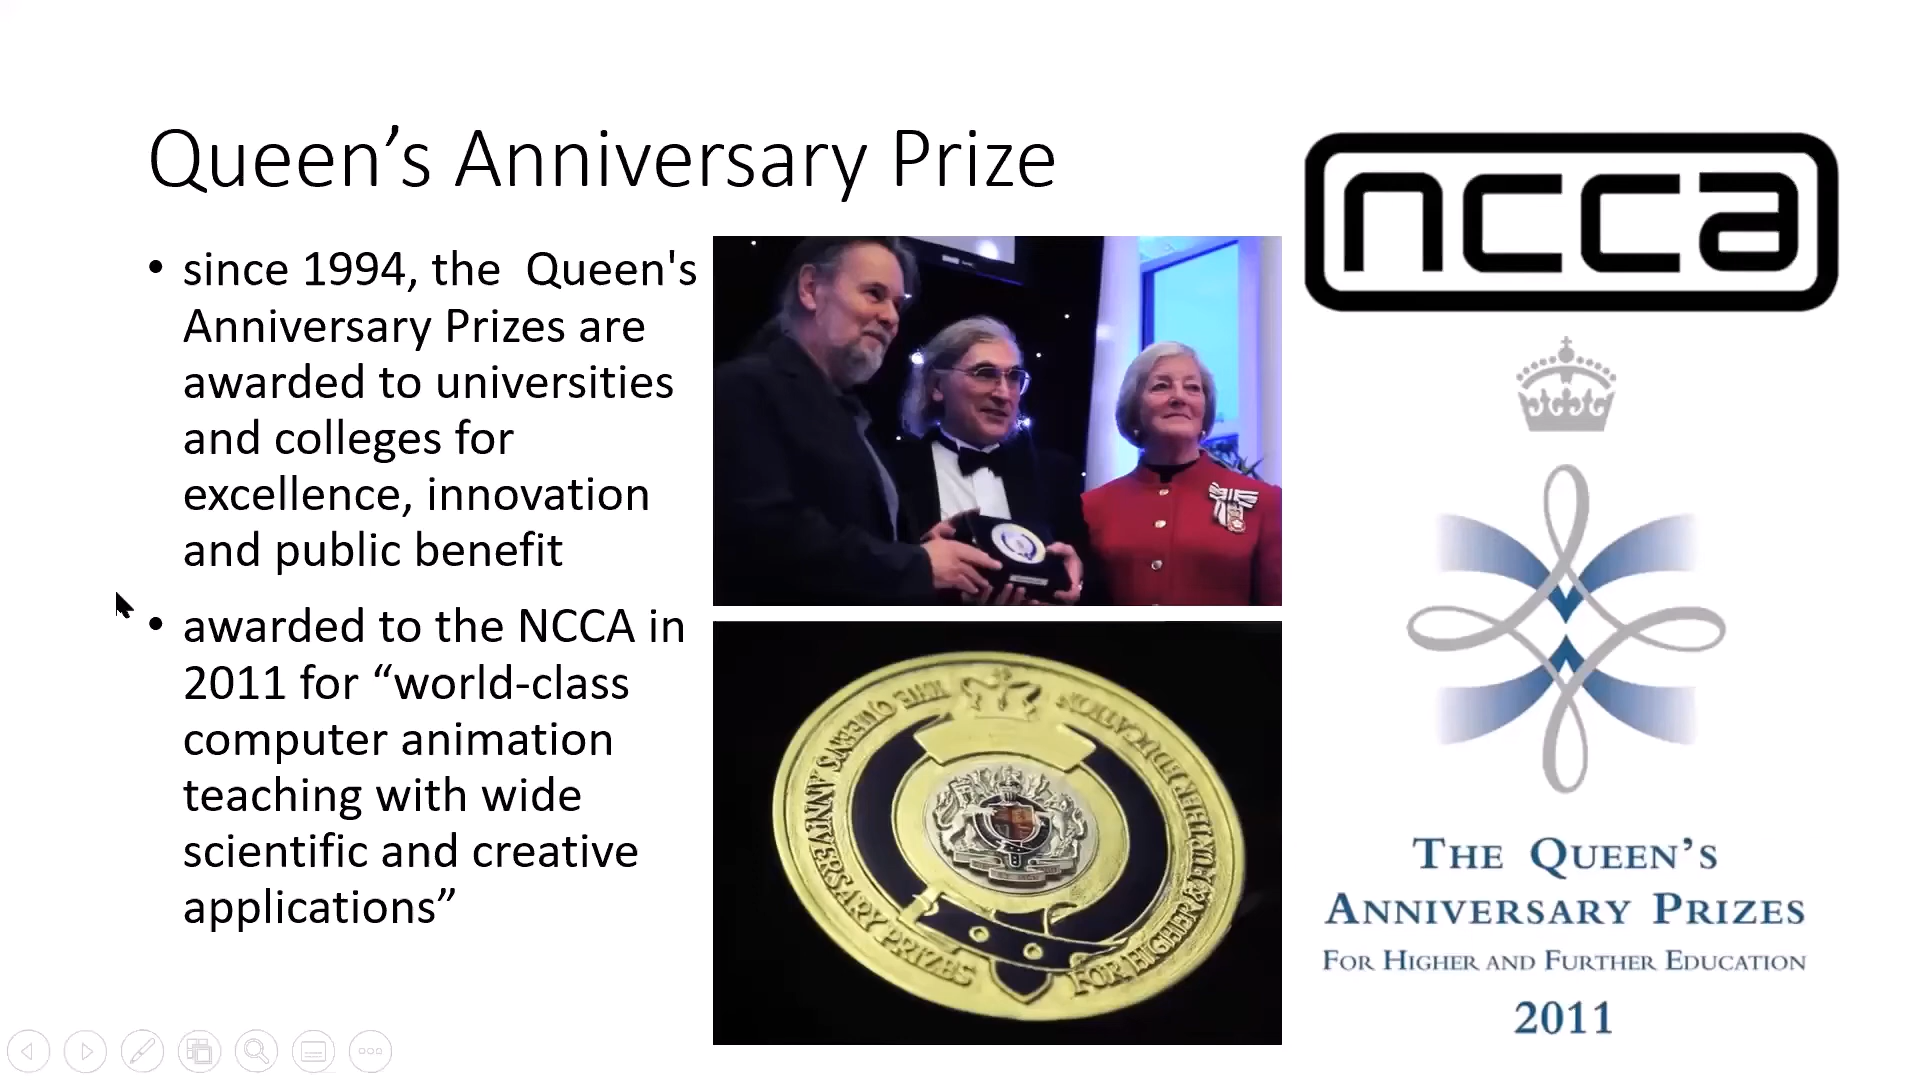 Queen’s Anniversary Prize
• since 1994, the  Queen's
Anniversary Prizes are
awarded to universities
and colleges for
excellence, innovation
and public benefit
• awarded to the NCCA in
2011 for “world-class
computer animation
teaching with wide
scientific and creative
applications”
THE QUEEN'S ANNIVERSARY PRIZES
FOR HIGHER & FURTHER EDUCATION
ncca
THE QUEEN’S
ANNIVERSARY PRIZES
FOR HIGHER AND FURTHER EDUCATION
2011